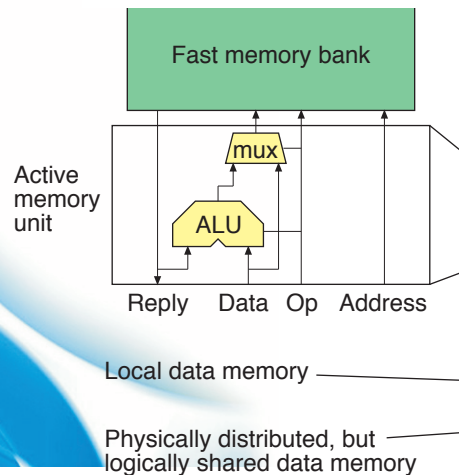 Fast memory bank
mux
Active
memory
unit
ALU
Reply Data Op Address
Local data memory
Physically distributed, but
logically shared data memory